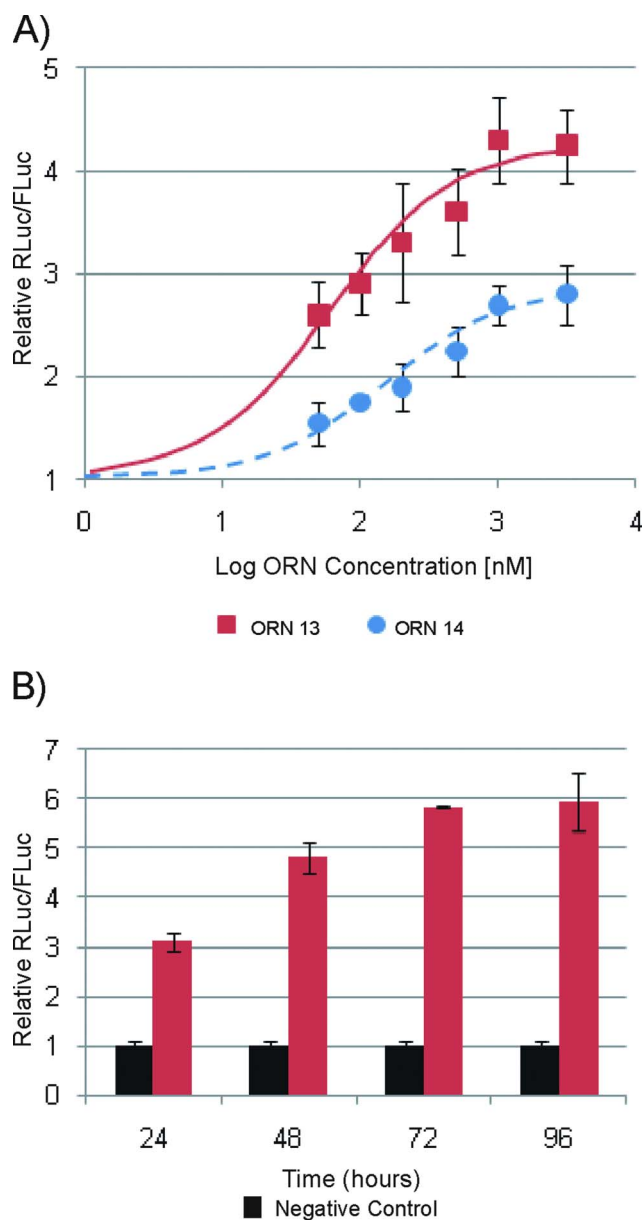 A)
Relative RLuc/FLuc
5
4
3
2
1
0 1 2 3 4
Log ORN Concentration [nM]
ORN 13 ORN 14
B)
Relative RLuc/FLuc
7
6
5
4
3
2
1
0
24 48 72 96
Time (hours)
Negative Control